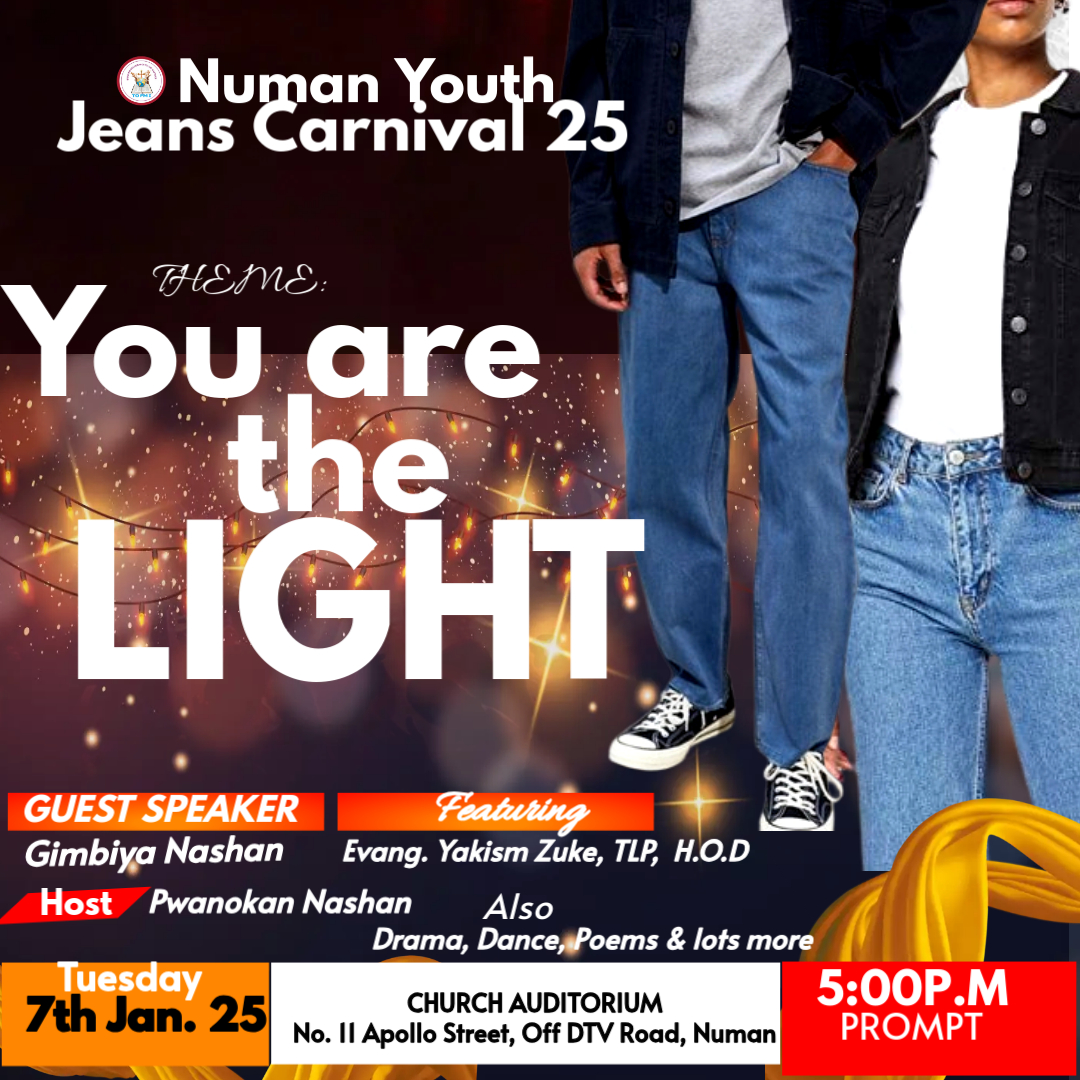 Numan Youth
Jeans Carnival 25
THEME:
You are
the
LIGHT
GUEST SPEAKER
Gimbiya Nashan
Featuring
Evang. Yakism Zuke, TLP, H.O.D
Host Pwanokan Nashan
Also
Drama, Dance, Poems & lots more
Tuesday
7th Jan. 25
CHURCH AUDITORIUM
No. 11 Apollo Street, Off DTV Road, Numan
5:00P.M
PROMPT